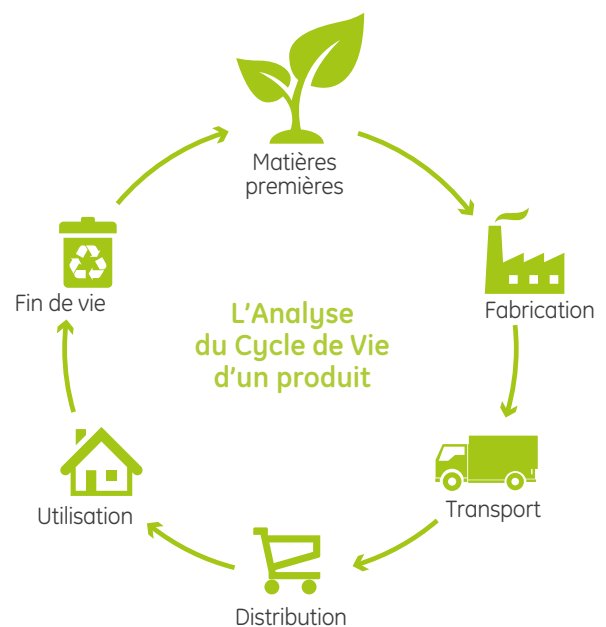 Matières
premières
Fabrication
Transport
Distribution
Utilisation
Fin de vie
L'Analyse
du Cycle de Vie
d'un produit